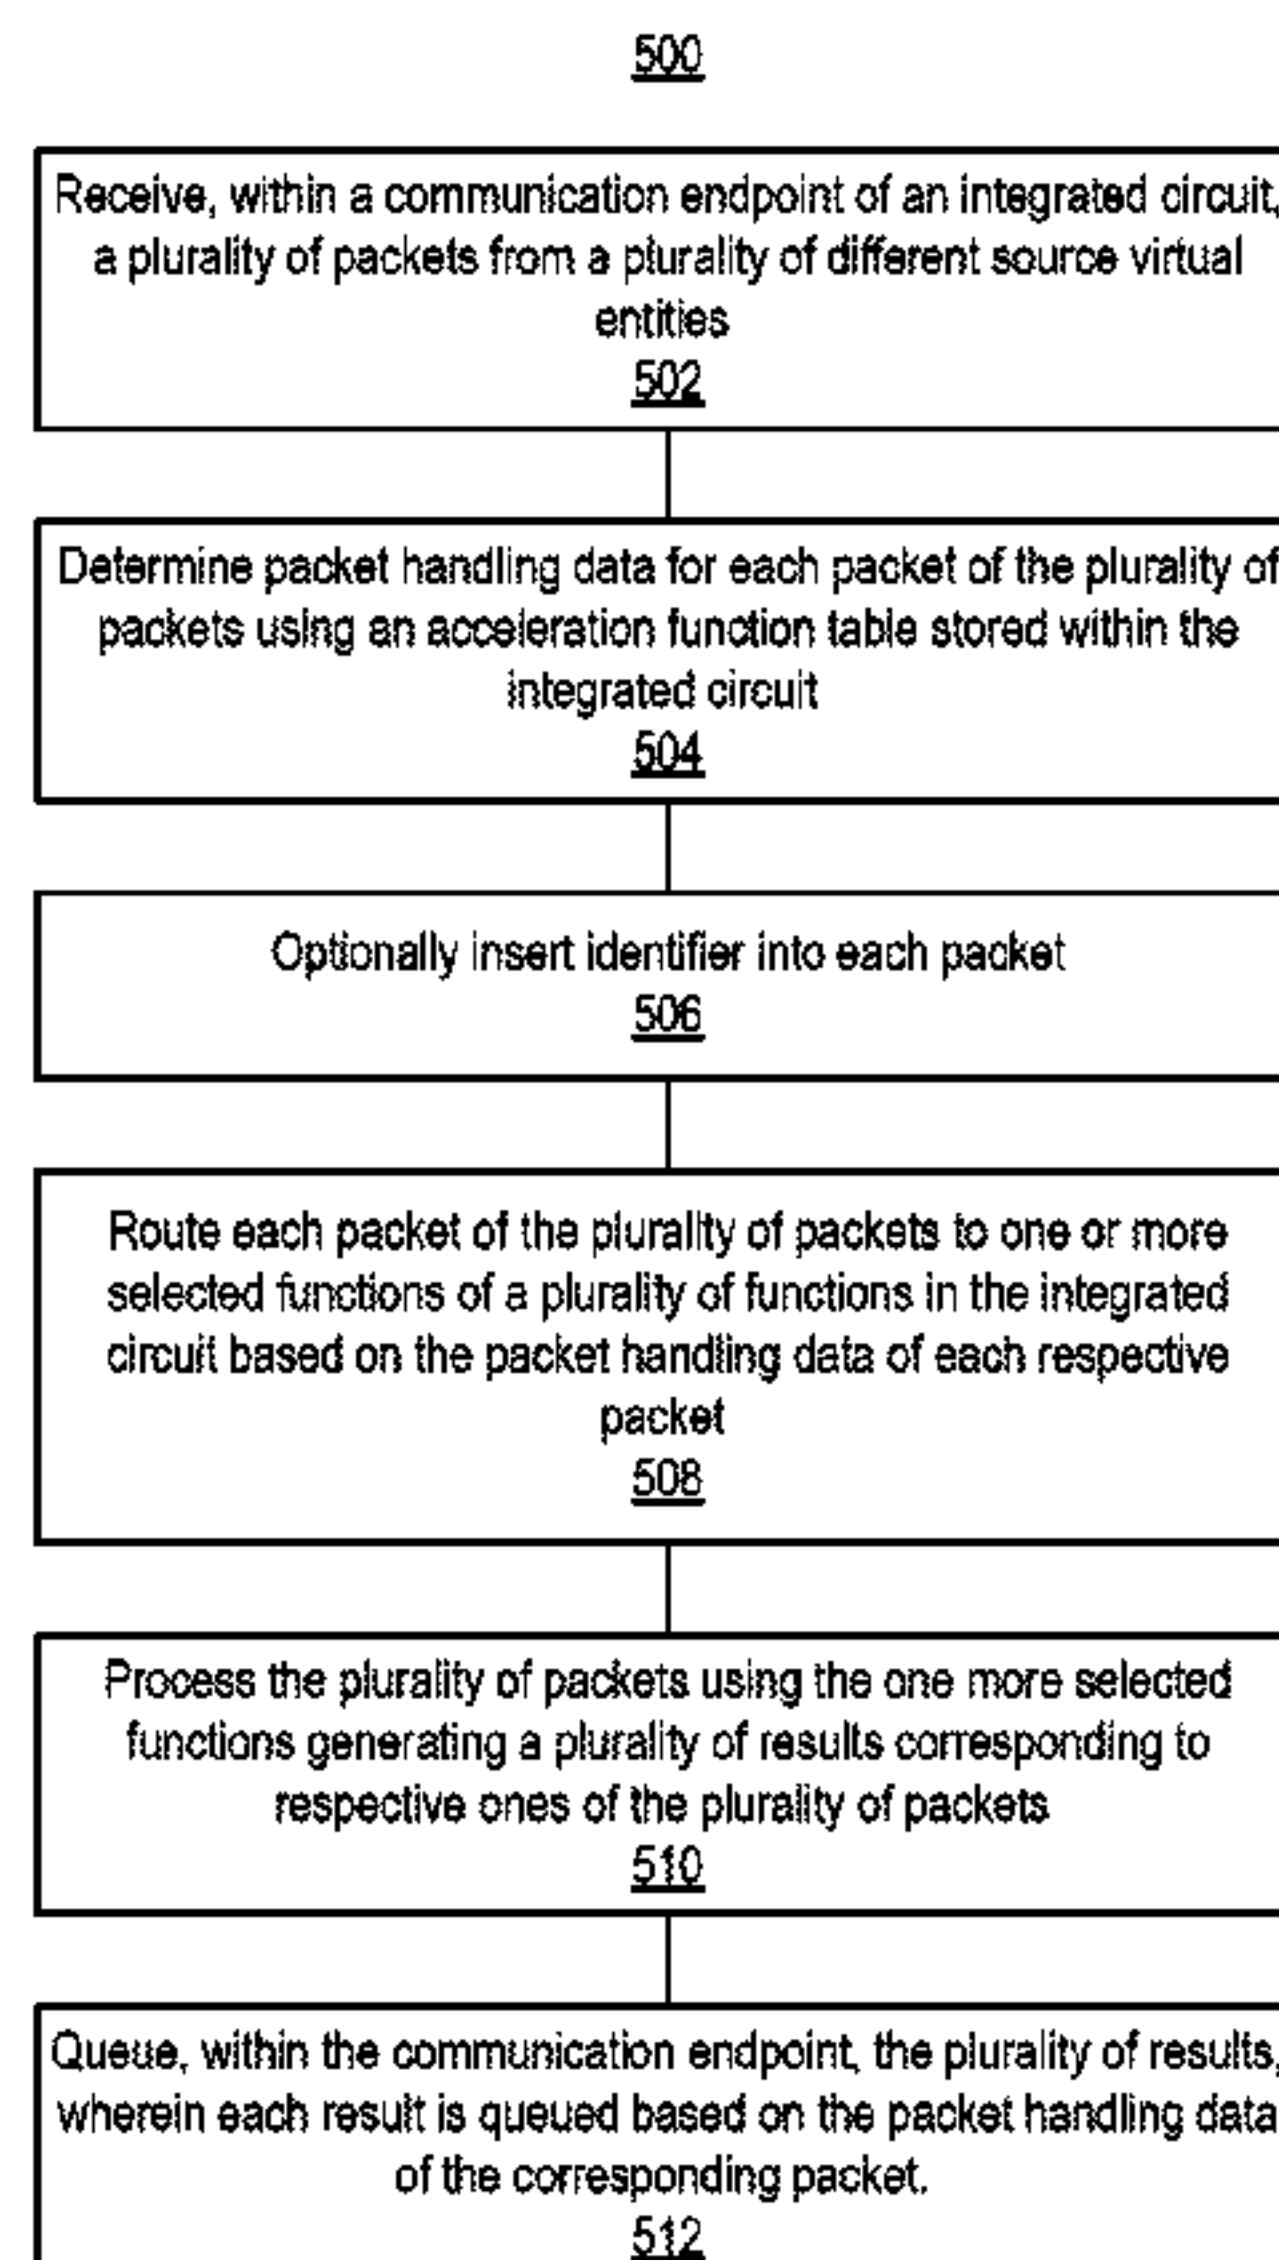 500
Receive, within a communication endpoint of an integrated circuit,
a plurality of packets from a plurality of different source virtual
entities
502
Determine packet handling data for each packet of the plurality of
packets using an acceleration function table stored within the
integrated circuit
504
Optionally insert identifier into each packet
506
Route each packet of the plurality of packets to one or more
selected functions of a plurality of functions in the integrated
circuit based on the packet handling data of each respective
packet
508
Process the plurality of packets using the one more selected
functions generating a plurality of results corresponding to
respective ones of the plurality of packets
510
Queue, within the communication endpoint, the plurality of results,
wherein each result is queued based on the packet handling data
of the corresponding packet.
512